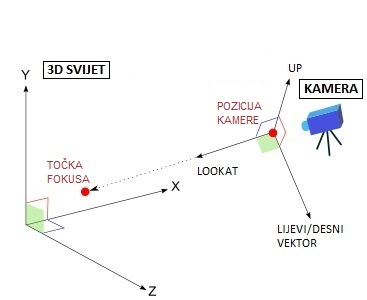 Y
3D SVIJET
UP
KAMERA
POZICIJA
KAMERE
TOČKA
FOKUSA
LOOKAT
X
LIJEVI/DESNI
VEKTOR
Z